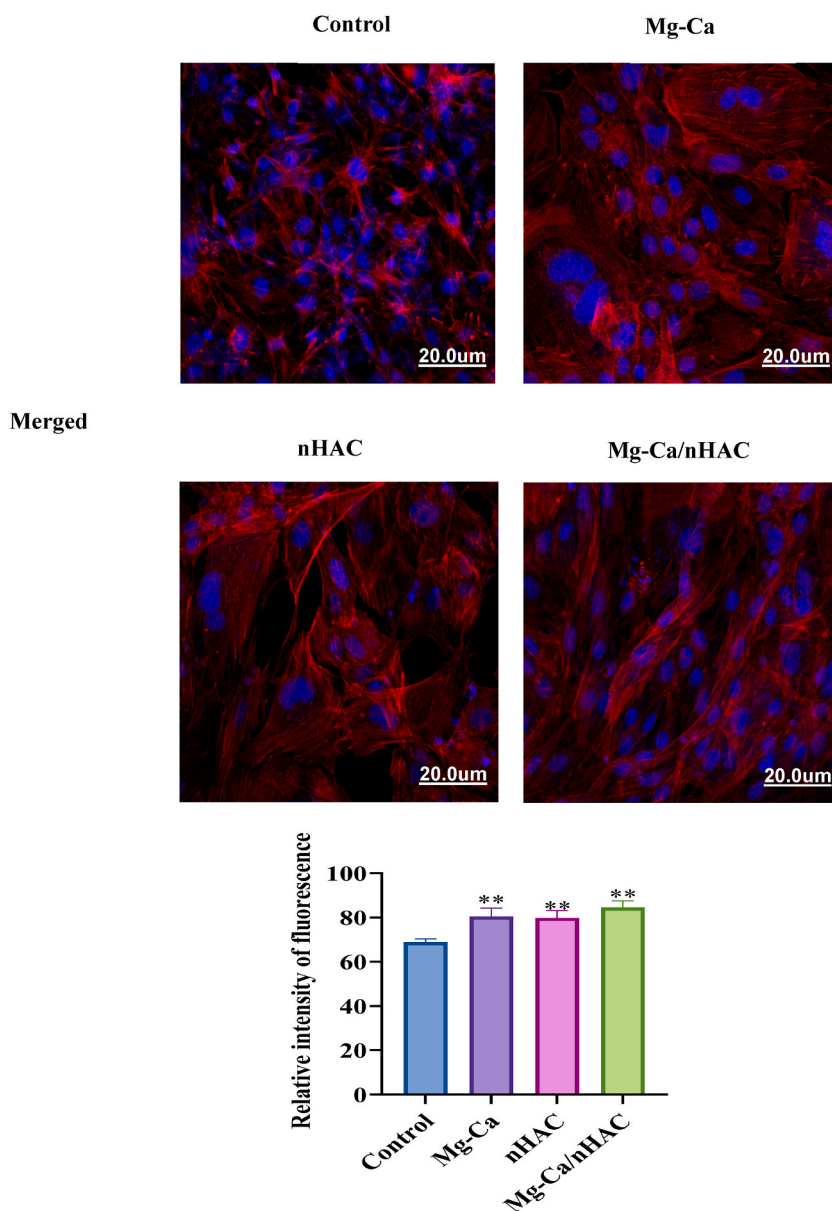 Control
Mg-Ca
20.0um
20.0um
Merged
nHAC
Mg-Ca/nHAC
20.0um
20.0um
Relative intensity of fluorescence
100
80
60
40
20
0
**
**
**
Control
Mg-Ca
nHAC
Mg-Ca/nHAC